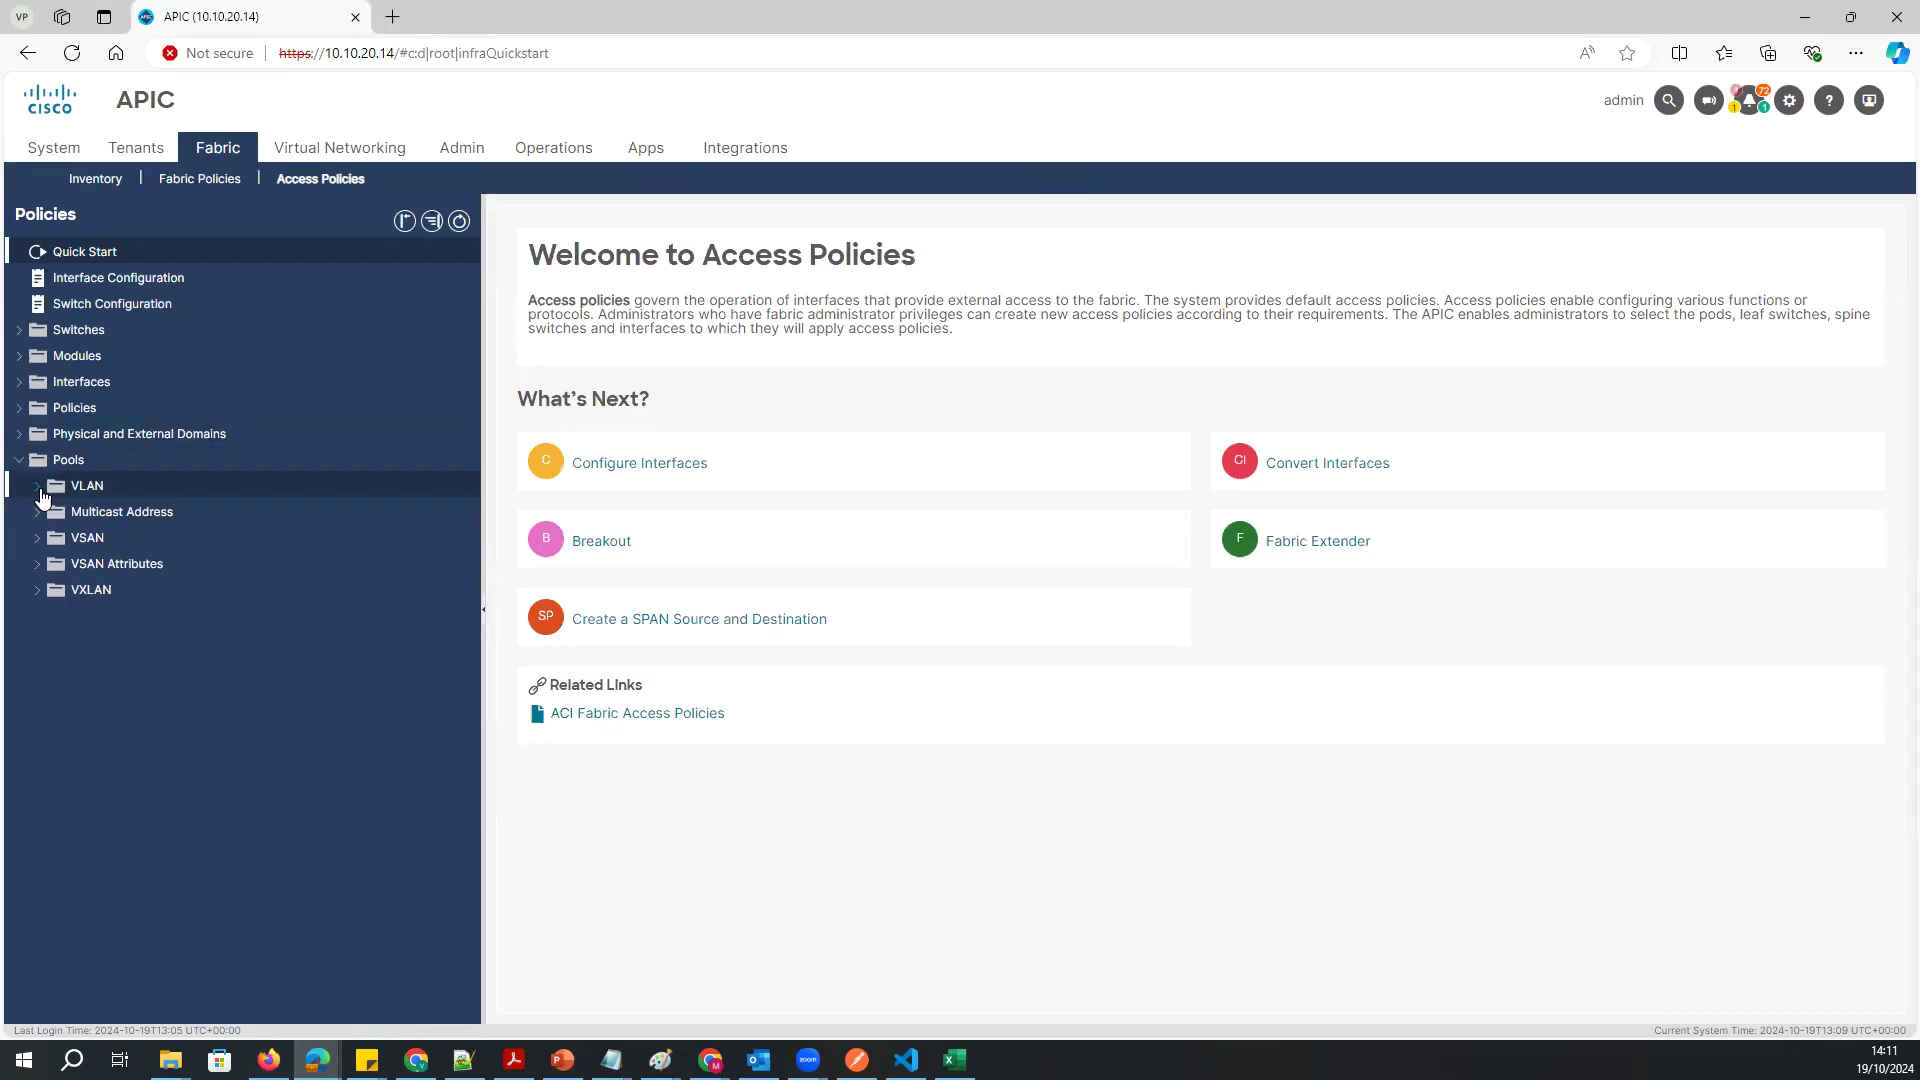 VP
APIC (10.10.20.14)
Not secure
https://10.10.20.14/#c:d|root|infraQuickstart
CISCO
APIC
admin
72
1
1
System
Tenants
Fabric
Virtual Networking
Admin
Operations
Apps
Integrations
Inventory | Fabric Policies | Access Policies
Policies
Quick Start
Interface Configuration
Switch Configuration
Switches
Modules
Interfaces
Policies
Physical and External Domains
Pools
VLAN
Multicast Address
VSAN
VSAN Attributes
VXLAN
Welcome to Access Policies
Access policies govern the operation of interfaces that provide external access to the fabric. The system provides default access policies. Access policies enable configuring various functions or
protocols. Administrators who have fabric administrator privileges can create new access policies according to their requirements. The APIC enables administrators to select the pods, leaf switches, spine
switches and interfaces to which they will apply access policies.
What's Next?
C Configure Interfaces
CI Convert Interfaces
B Breakout
F Fabric Extender
SP Create a SPAN Source and Destination
Related Links
ACI Fabric Access Policies
Last Login Time: 2024-10-19T13:05 UTC+00:00
Current System Time: 2024-10-19T13:09 UTC+00:00
zoom
14:11
19/10/2024